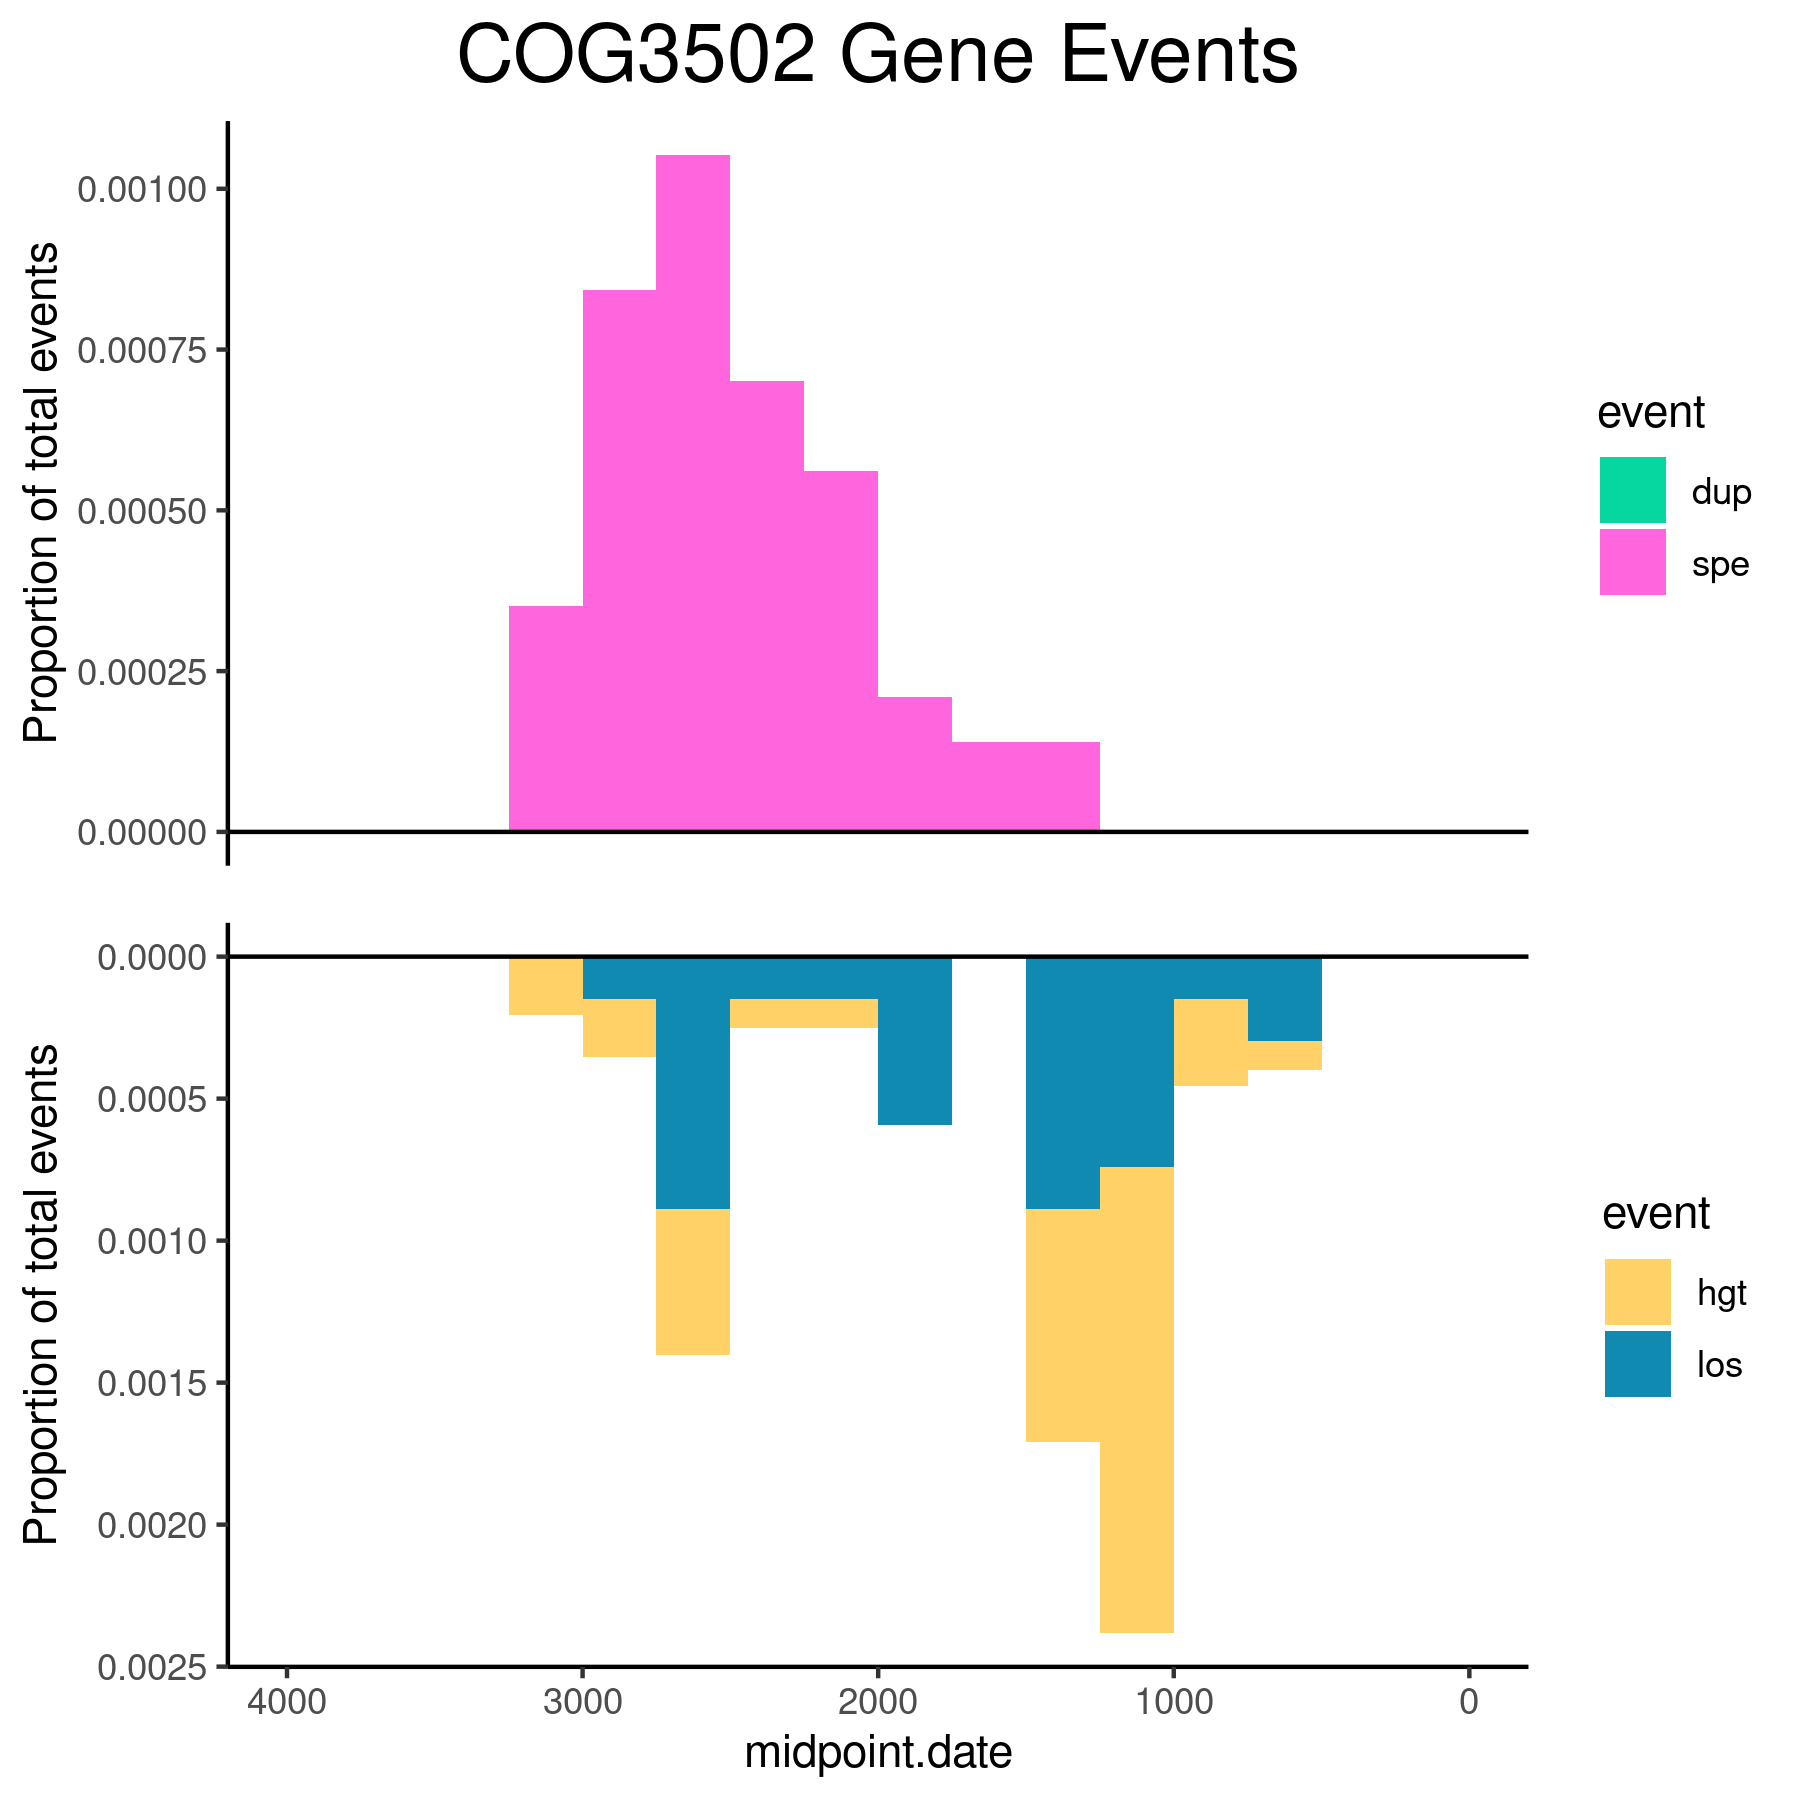 COG3502 Gene Events
Proportion of total events
0.00100
0.00075
0.00050
0.00025
0.00000
event
dup
spe
Proportion of total events
0.0000
0.0005
0.0010
0.0015
0.0020
0.0025
event
hgt
los
4000 3000 2000 1000 0
midpoint.date